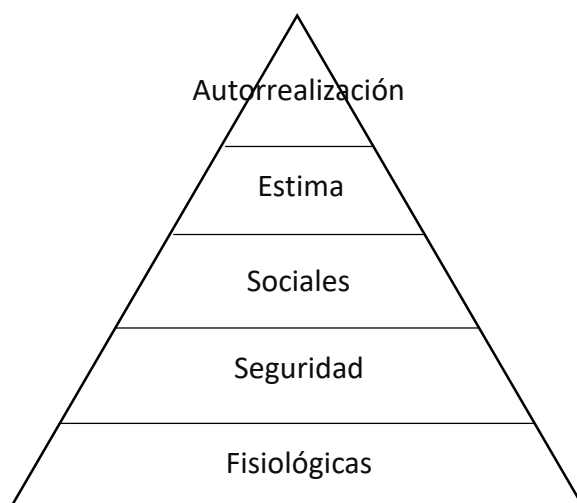 Autorrealización
Estima
Sociales
Seguridad
Fisiológicas